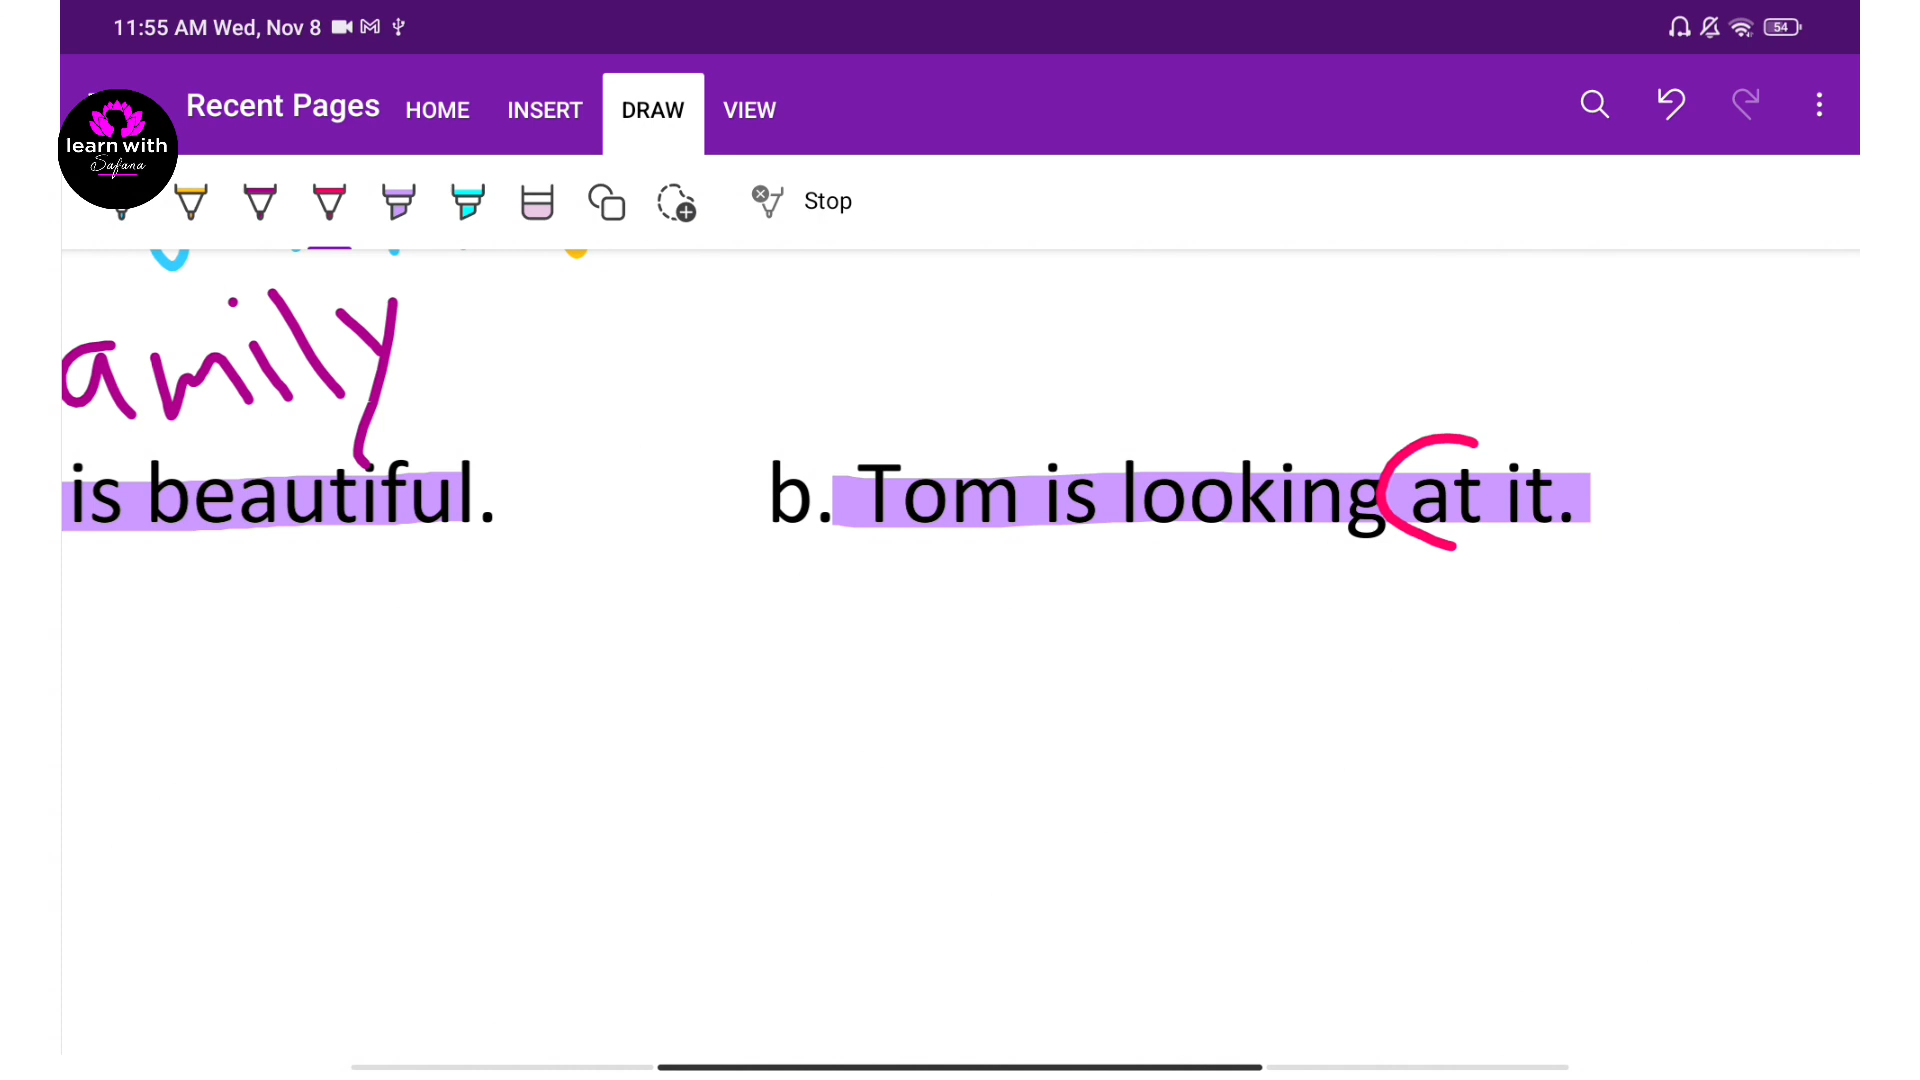 11:55 AM Wed, Nov 8
54
Recent Pages HOME INSERT DRAW VIEW
learn with
Safana
Stop
amily
is beautiful. b. Tom is looking at it.